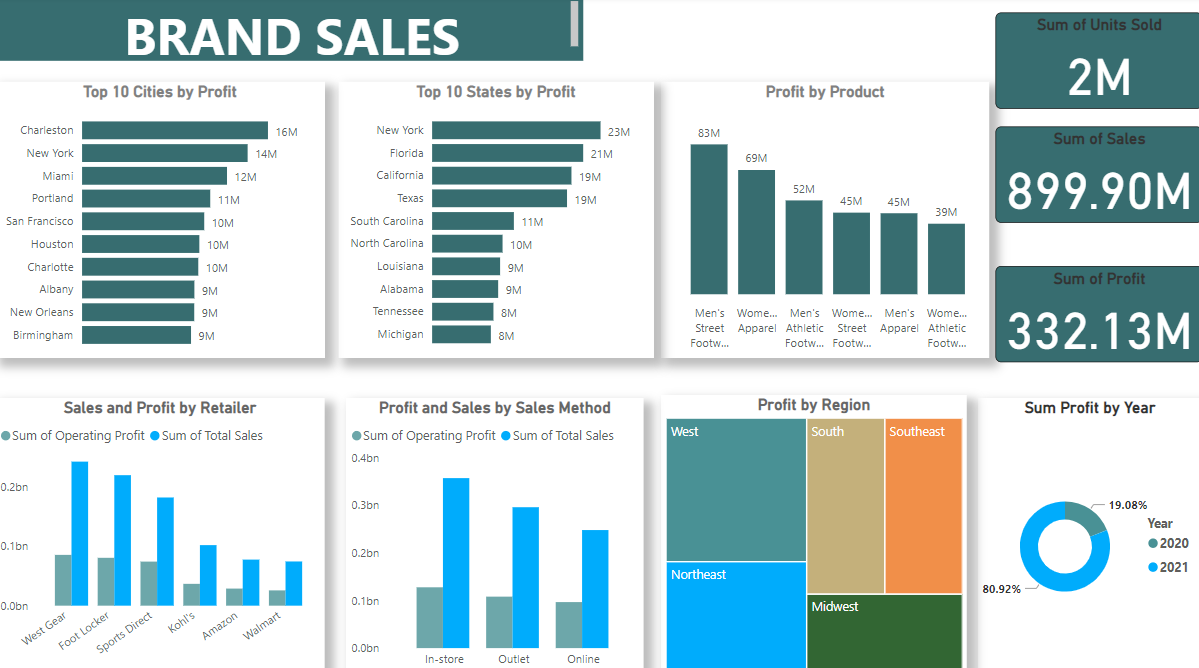 BRAND SALES
Sum of Units Sold
2M
Sum of Sales
899.90M
Sum of Profit
332.13M
Top 10 Cities by Profit
Charleston 16M
New York 14M
Miami 12M
Portland 11M
San Francisco 10M
Houston 10M
Charlotte 10M
Albany 9M
New Orleans 9M
Birmingham 9M
Top 10 States by Profit
New York 23M
Florida 21M
California 19M
Texas 19M
South Carolina 11M
North Carolina 10M
Louisiana 9M
Alabama 9M
Tennessee 8M
Michigan 8M
Profit by Product
83M
69M
52M
45M
45M
39M
Men's
Street
Footw...
Wome...
Apparel
Men's
Athletic
Footw...
Wome...
Street
Footw...
Men's
Apparel
Wome...
Athletic
Footw...
Sales and Profit by Retailer
Sum of Operating Profit Sum of Total Sales
0.2bn
0.1bn
0.0bn
West Gear
Foot Locker
Sports Direct
Kohl's
Amazon
Walmart
Profit and Sales by Sales Method
Sum of Operating Profit Sum of Total Sales
0.4bn
0.3bn
0.2bn
0.1bn
0.0bn
In-store
Outlet
Online
Profit by Region
West
South
Southeast
Northeast
Midwest
Sum Profit by Year
19.08%
80.92%
Year
2020
2021